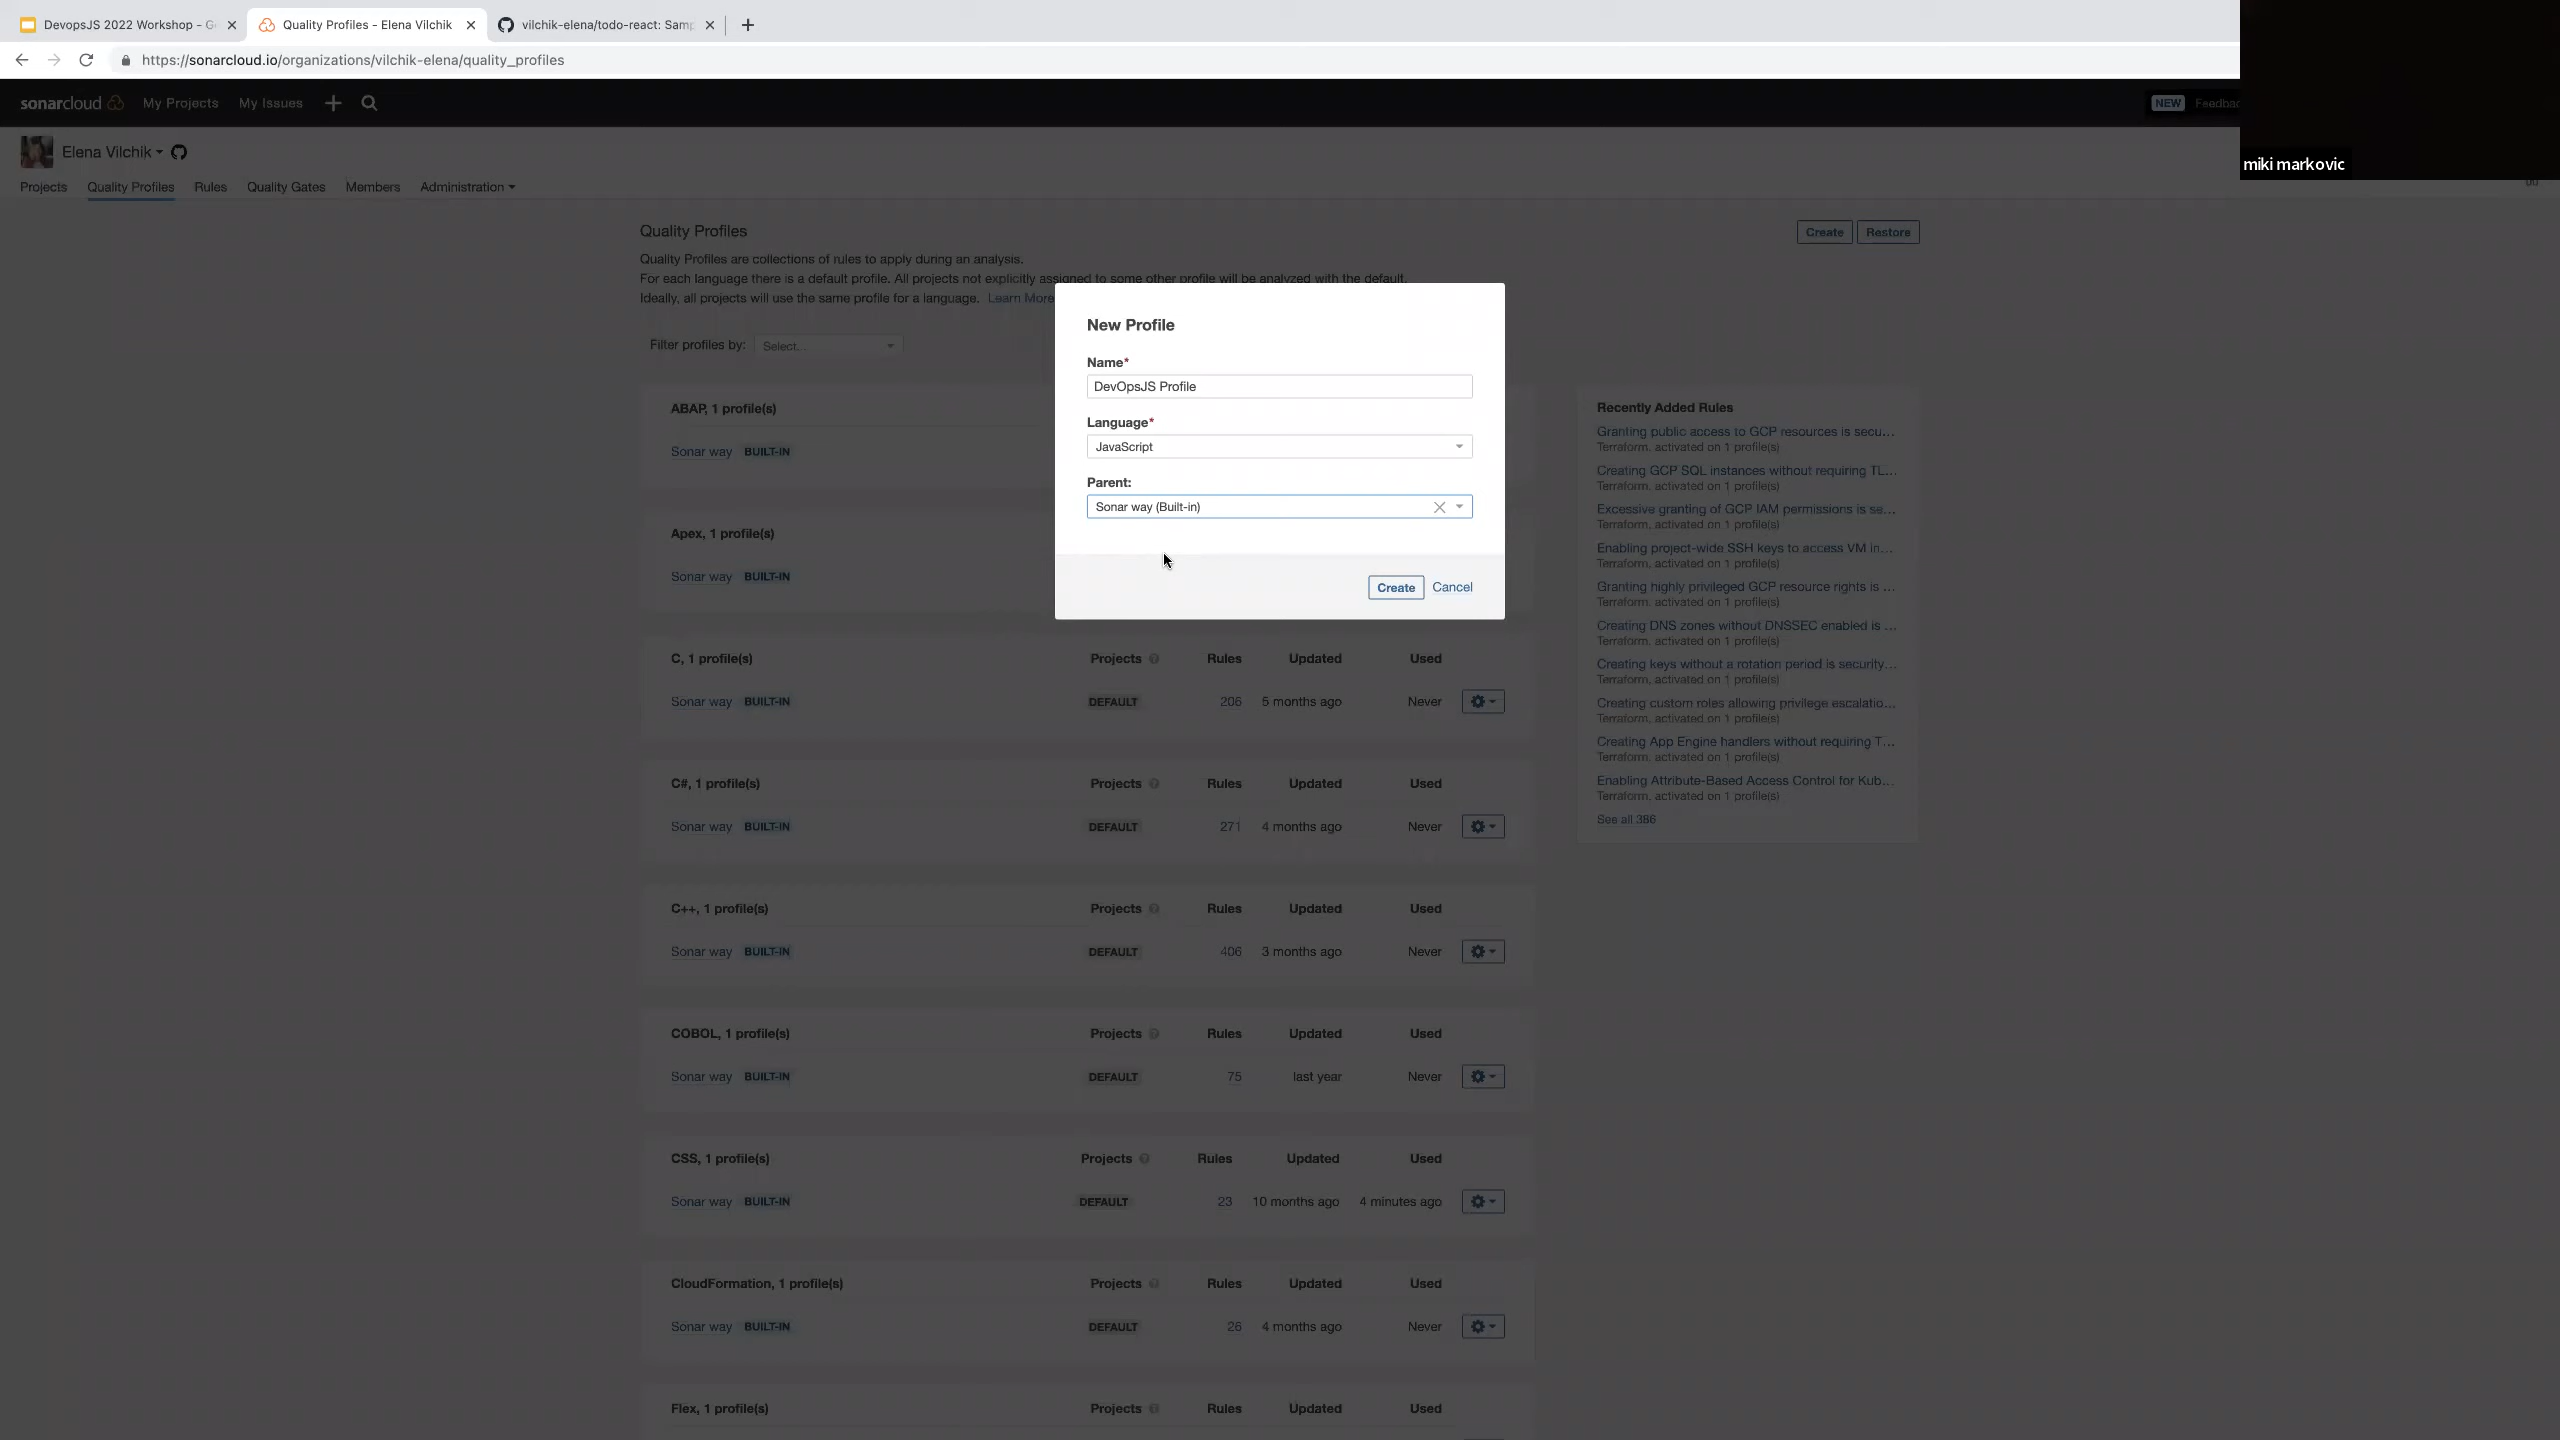 DevopsJS 2022 Workshop - G
Quality Profiles - Elena Vilchik
vilchik-elena/todo-react: Samp
https://sonarcloud.io/organizations/vilchik-elena/quality_profiles
sonarcloud My Projects My Issues
NEW Feedbac
miki markovic
Elena Vilchik
Projects Quality Profiles Rules Quality Gates Members Administration
Quality Profiles
Create Restore
Quality Profiles are collections of rules to apply during an analysis.
For each language there is a default profile. All projects not explicitly assigned to some other profile will be analyzed with the default.
Ideally, all projects will use the same profile for a language. Learn More
Filter profiles by: Select...
New Profile
Name*
DevOpsJS Profile
Language*
JavaScript
Parent:
Sonar way (Built-in)
Create Cancel
ABAP, 1 profile(s)
Sonar way BUILT-IN
Apex, 1 profile(s)
Sonar way BUILT-IN
C, 1 profile(s) Projects ? Rules Updated Used
Sonar way BUILT-IN DEFAULT 206 5 months ago Never
C#, 1 profile(s) Projects ? Rules Updated Used
Sonar way BUILT-IN DEFAULT 271 4 months ago Never
C++, 1 profile(s) Projects ? Rules Updated Used
Sonar way BUILT-IN DEFAULT 406 3 months ago Never
COBOL, 1 profile(s) Projects ? Rules Updated Used
Sonar way BUILT-IN DEFAULT 75 last year Never
CSS, 1 profile(s) Projects ? Rules Updated Used
Sonar way BUILT-IN DEFAULT 23 10 months ago 4 minutes ago
CloudFormation, 1 profile(s) Projects ? Rules Updated Used
Sonar way BUILT-IN DEFAULT 26 4 months ago Never
Flex, 1 profile(s) Projects ? Rules Updated Used
Recently Added Rules
Granting public access to GCP resources is secu...
Terraform, activated on 1 profile(s)
Creating GCP SQL instances without requiring TL...
Terraform, activated on 1 profile(s)
Excessive granting of GCP IAM permissions is se...
Terraform, activated on 1 profile(s)
Enabling project-wide SSH keys to access VM in...
Terraform, activated on 1 profile(s)
Granting highly privileged GCP resource rights is ...
Terraform, activated on 1 profile(s)
Creating DNS zones without DNSSEC enabled is ...
Terraform, activated on 1 profile(s)
Creating keys without a rotation period is security...
Terraform, activated on 1 profile(s)
Creating custom roles allowing privilege escalatio...
Terraform, activated on 1 profile(s)
Creating App Engine handlers without requiring T...
Terraform, activated on 1 profile(s)
Enabling Attribute-Based Access Control for Kub...
Terraform, activated on 1 profile(s)
See all 386